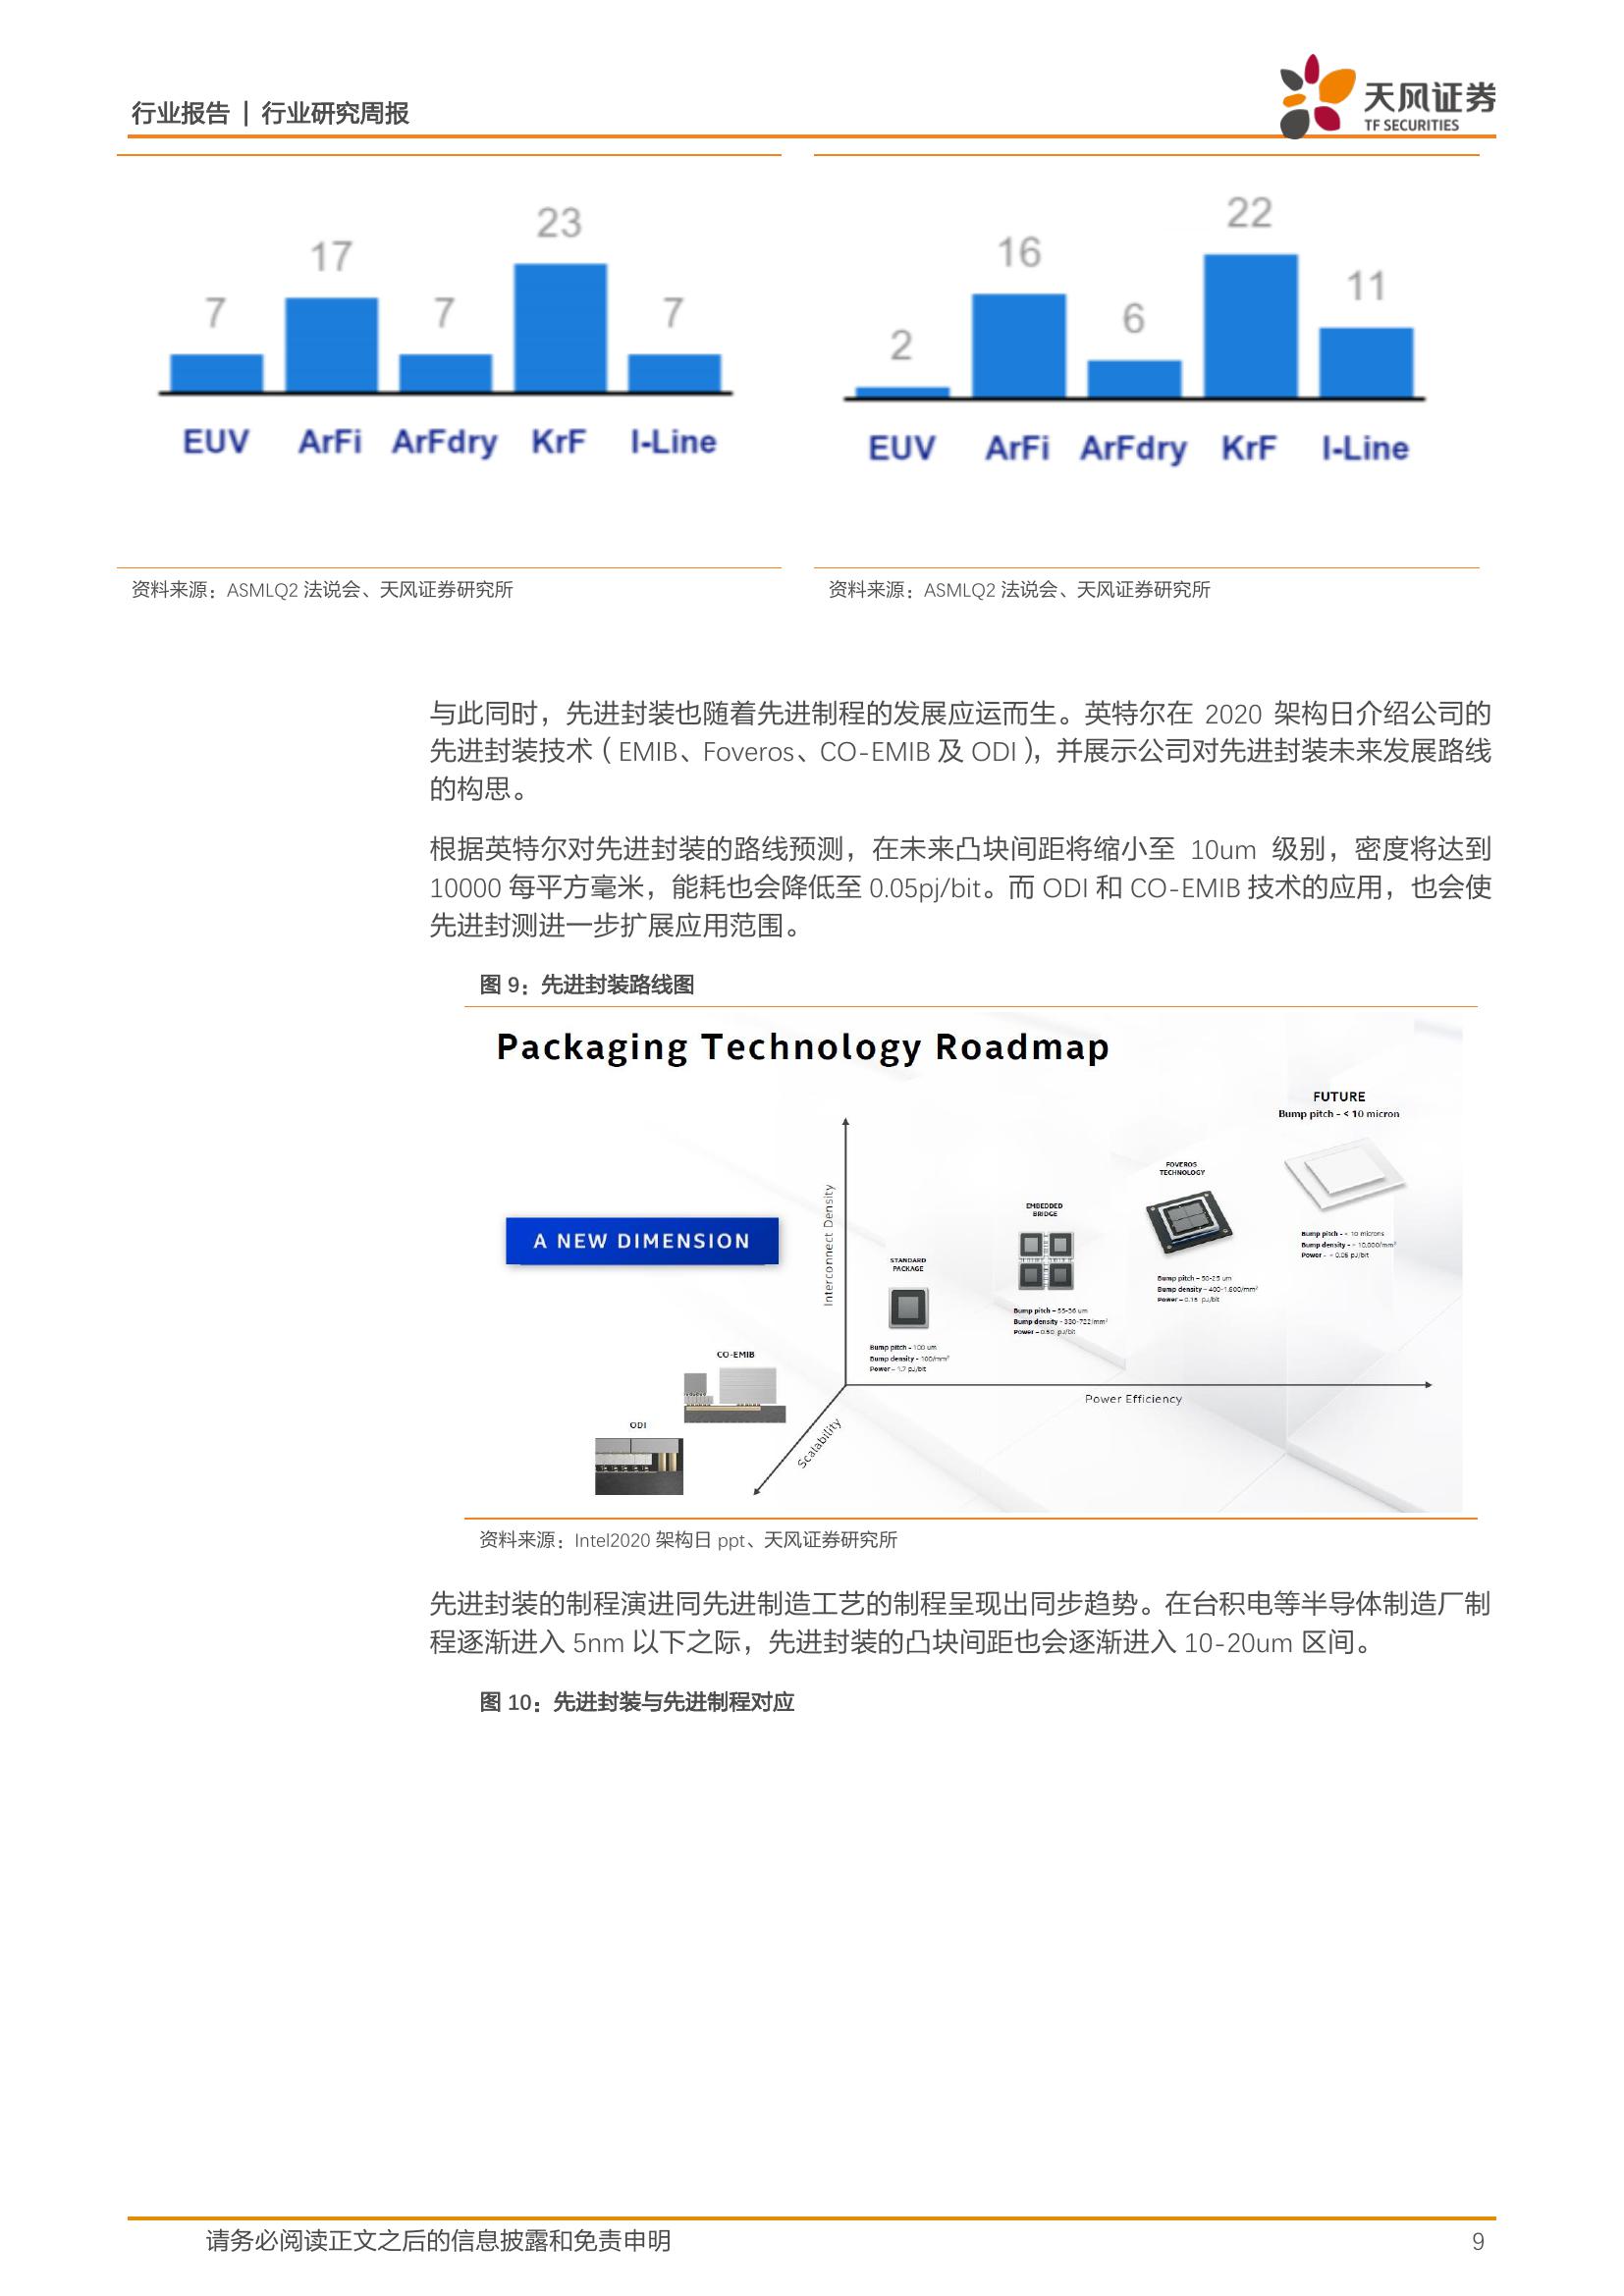 行业报告 | 行业研究周报
天风证券
TF SECURITIES
7
17
7
23
7
EUV
ArFi
ArFdry
KrF
I-Line
2
16
6
22
11
EUV
ArFi
ArFdry
KrF
I-Line
资料来源：ASMLQ2 法说会、天风证券研究所
资料来源：ASMLQ2 法说会、天风证券研究所
与此同时，先进封装也随着先进制程的发展应运而生。英特尔在 2020 架构日介绍公司的
先进封装技术（EMIB、Foveros、CO-EMIB 及 ODI），并展示公司对先进封装未来发展路线
的构思。
根据英特尔对先进封装的路线预测，在未来凸块间距将缩小至 10um 级别，密度将达到
10000 每平方毫米，能耗也会降低至 0.05pj/bit。而 ODI 和 CO-EMIB 技术的应用，也会使
先进封测进一步扩展应用范围。
图 9：先进封装路线图
Packaging Technology Roadmap
FUTURE
Bump pitch - < 10 micron
FOVEROS
TECHNOLOGY
Bump pitch - < 10 microns
Bump density - > 10,000/mm²
Power - < 0.05 pJ/bit
EMBEDDED
BRIDGE
Bump pitch – 50-25 um
Bump density – 400-1,600/mm²
Power – 0.15 pJ/bit
STANDARD
PACKAGE
Bump pitch – 55-36 um
Bump density - 330-722/mm²
Power – 0.50 pJ/bit
Bump pitch - 100 um
Bump density - 100/mm²
Power – 1.7 pJ/bit
A NEW DIMENSION
Interconnect Density
Power Efficiency
Scalability
CO-EMIB
ODI
资料来源：Intel2020 架构日 ppt、天风证券研究所
先进封装的制程演进同先进制造工艺的制程呈现出同步趋势。在台积电等半导体制造厂制
程逐渐进入 5nm 以下之际，先进封装的凸块间距也会逐渐进入 10-20um 区间。
图 10：先进封装与先进制程对应
请务必阅读正文之后的信息披露和免责申明
9